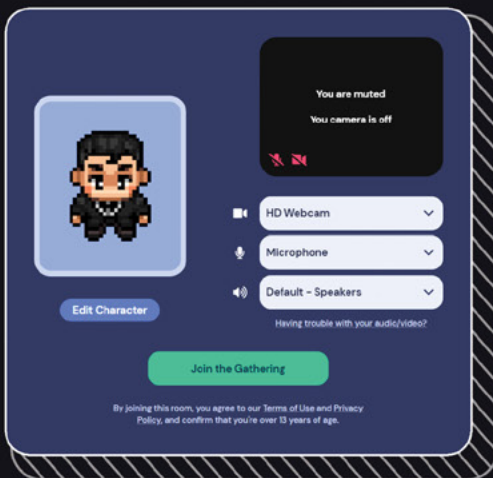 You are muted
You camera is off
HD Webcam
Microphone
Default - Speakers
Having trouble with your audio/video?
Edit Character
Join the Gathering
By joining this room, you agree to our Terms of Use and Privacy
Policy, and confirm that you're over 13 years of age.